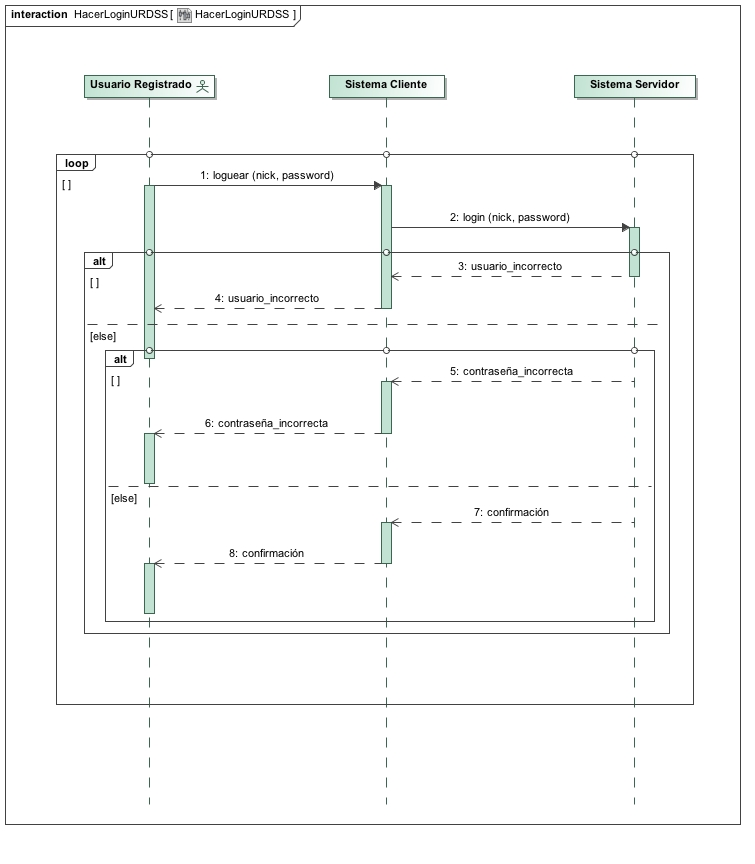 interaction HacerLoginURDSS[ HacerLoginURDSS ]
Usuario Registrado
Sistema Cliente
Sistema Servidor
loop
[ ]
1: loguear (nick, password)
2: login (nick, password)
alt
[ ]
3: usuario_incorrecto
4: usuario_incorrecto
[else]
alt
[ ]
5: contraseña_incorrecta
6: contraseña_incorrecta
[else]
7: confirmación
8: confirmación